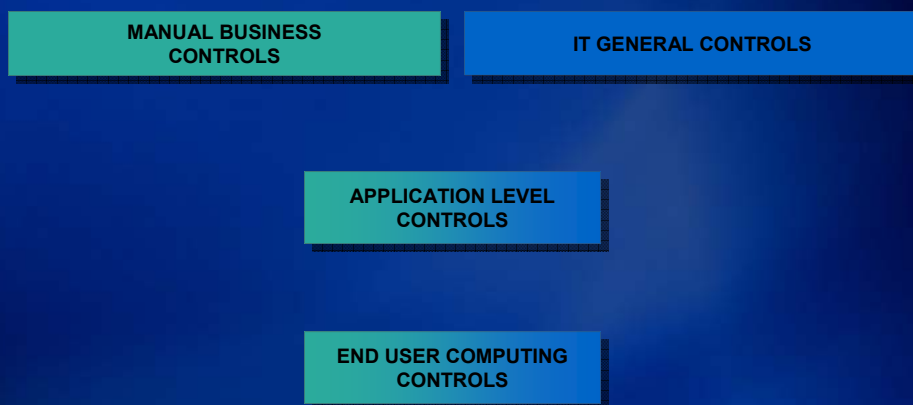 MANUAL BUSINESS
CONTROLS
IT GENERAL CONTROLS
APPLICATION LEVEL
CONTROLS
END USER COMPUTING
CONTROLS